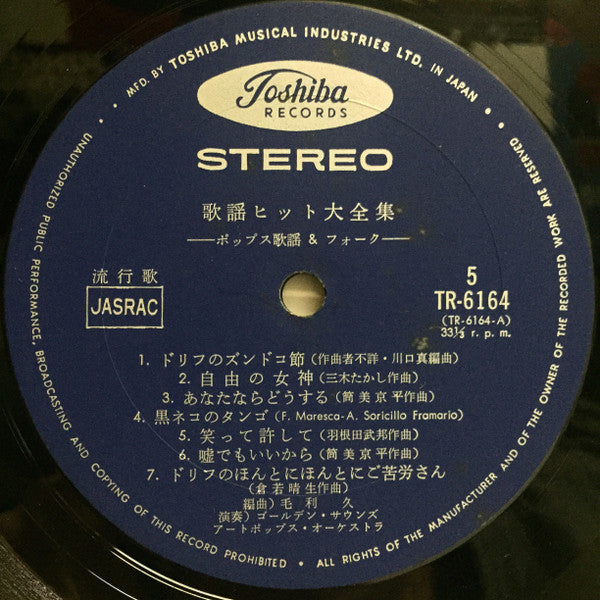 MFD. BY TOSHIBA MUSICAL INDUSTRIES LTD. IN JAPAN
Toshiba
RECORDS
STEREO
歌謡ヒット大全集
──ポップス歌謡 & フォーク──
流行歌
JASRAC
5
TR-6164
(TR-6164-A)
33⅓ r. p. m.
1. ドリフのズンドコ節 (作曲者不詳・川口真編曲)
2. 自由の女神 (三木たかし作曲)
3. あなたならどうする (筒美京平作曲)
4. 黒ネコのタンゴ (F. Maresca-A. Soricillo Framario)
5. 笑って許して (羽根田武邦作曲)
6. 嘘でもいいから (筒美京平作曲)
7. ドリフのほんとにほんとにご苦労さん
(倉若晴生作曲)
編曲) 毛利久
演奏) ゴールデン・サウンズ
アートポップス・オーケストラ
UNAUTHORIZED PUBLIC PERFORMANCE, BROADCASTING AND COPYING OF THIS RECORD PROHIBITED • ALL RIGHTS OF THE MANUFACTURER AND OF THE OWNER OF THE RECORDED WORK ARE RESERVED